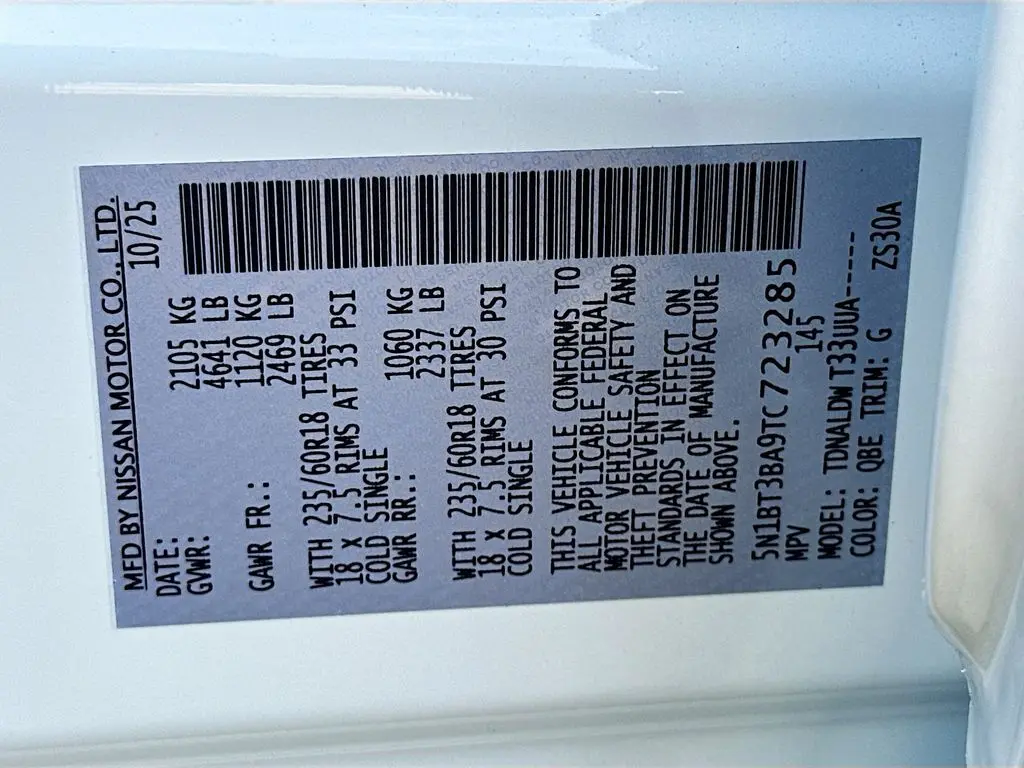 MFD BY NISSAN MOTOR CO., LTD.
DATE: 10/25
GVWR: 2105 KG
4641 LB
GAWR FR.: 1120 KG
2469 LB
WITH 235/60R18 TIRES
18 X 7.5 RIMS AT 33 PSI
COLD SINGLE
GAWR RR.: 1060 KG
2337 LB
WITH 235/60R18 TIRES
18 X 7.5 RIMS AT 30 PSI
COLD SINGLE
THIS VEHICLE CONFORMS TO
ALL APPLICABLE FEDERAL
MOTOR VEHICLE SAFETY AND
THEFT PREVENTION
STANDARDS IN EFFECT ON
THE DATE OF MANUFACTURE
SHOWN ABOVE.
5N1BT3BA9TC723285
MPV 145
MODEL: TDNALDW T33UUA-----
COLOR: QBE TRIM: G ZS30A